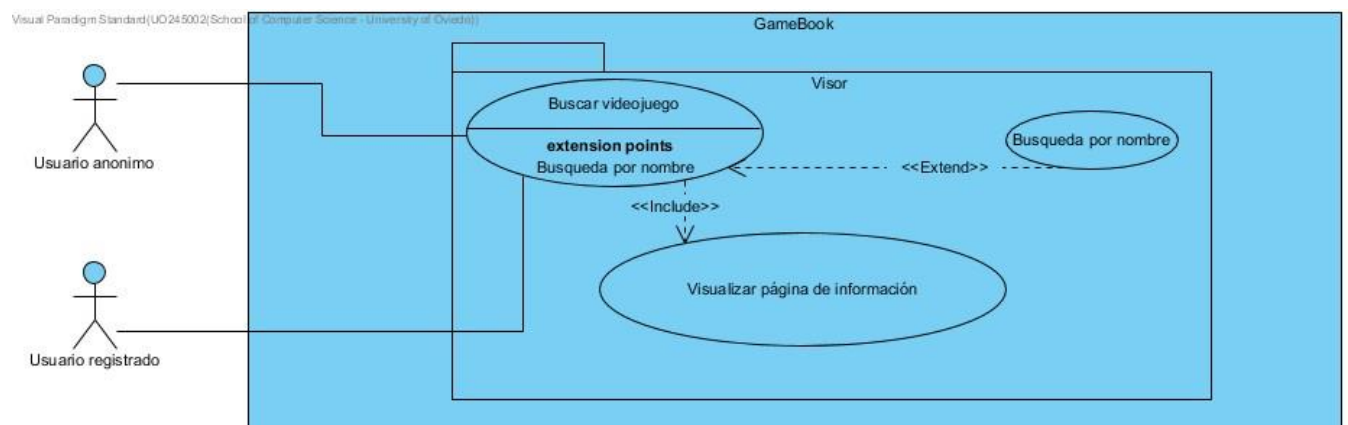 Visual Paradigm Standard(UO245002(School of Computer Science - University of Oviedo))
GameBook
Visor
Buscar videojuego
extension points
Busqueda por nombre
Busqueda por nombre
<<Extend>>
<<Include>>
Visualizar página de información
Usuario anonimo
Usuario registrado